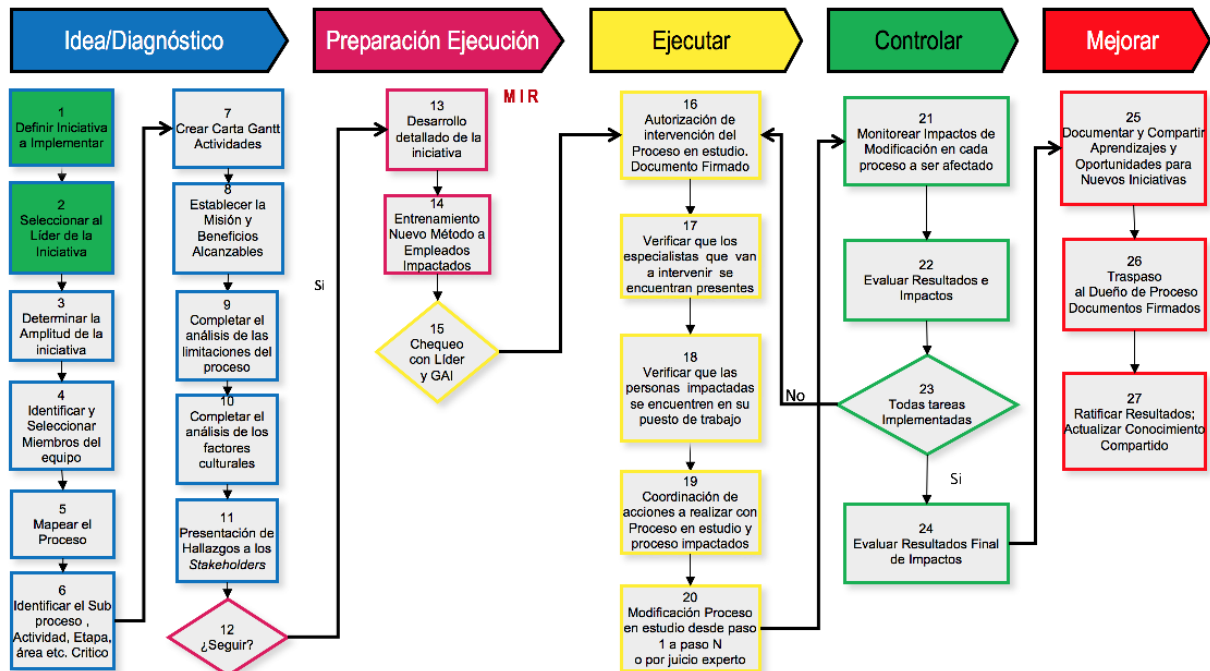 Idea/Diagnóstico
Preparación Ejecución
Ejecutar
Controlar
Mejorar
MIR
1
Definir Iniciativa
a Implementar
2
Seleccionar al
Líder de la
Iniciativa
3
Determinar la
Amplitud de la
iniciativa
4
Identificar y
Seleccionar
Miembros del
equipo
5
Mapear el
Proceso
6
Identificar el Sub
proceso ,
Actividad, Etapa,
área etc. Critico
7
Crear Carta Gantt
Actividades
8
Establecer la
Misión y
Beneficios
Alcanzables
9
Completar el
análisis de las
limitaciones del
proceso
10
Completar el
análisis de los
factores
culturales
11
Presentación de
Hallazgos a los
Stakeholders
12
¿Seguir?
Si
13
Desarrollo
detallado de la
iniciativa
14
Entrenamiento
Nuevo Método a
Empleados
Impactados
15
Chequeo
con Líder
y GAI
16
Autorización de
intervención del
Proceso en estudio.
Documento Firmado
17
Verificar que los
especialistas que van
a intervenir se
encuentran presentes
18
Verificar que las
personas impactadas
se encuentren en su
puesto de trabajo
19
Coordinación de
acciones a realizar con
Proceso en estudio y
proceso impactados
20
Modificación Proceso
en estudio desde paso
1 a paso N
o por juicio experto
21
Monitorear Impactos de
Modificación en cada
proceso a ser afectado
22
Evaluar Resultados e
Impactos
23
Todas tareas
Implementadas
No
Si
24
Evaluar Resultados Final
de Impactos
25
Documentar y Compartir
Aprendizajes y
Oportunidades para
Nuevos Iniciativas
26
Traspaso
al Dueño de Proceso
Documentos Firmados
27
Ratificar Resultados;
Actualizar Conocimiento
Compartido